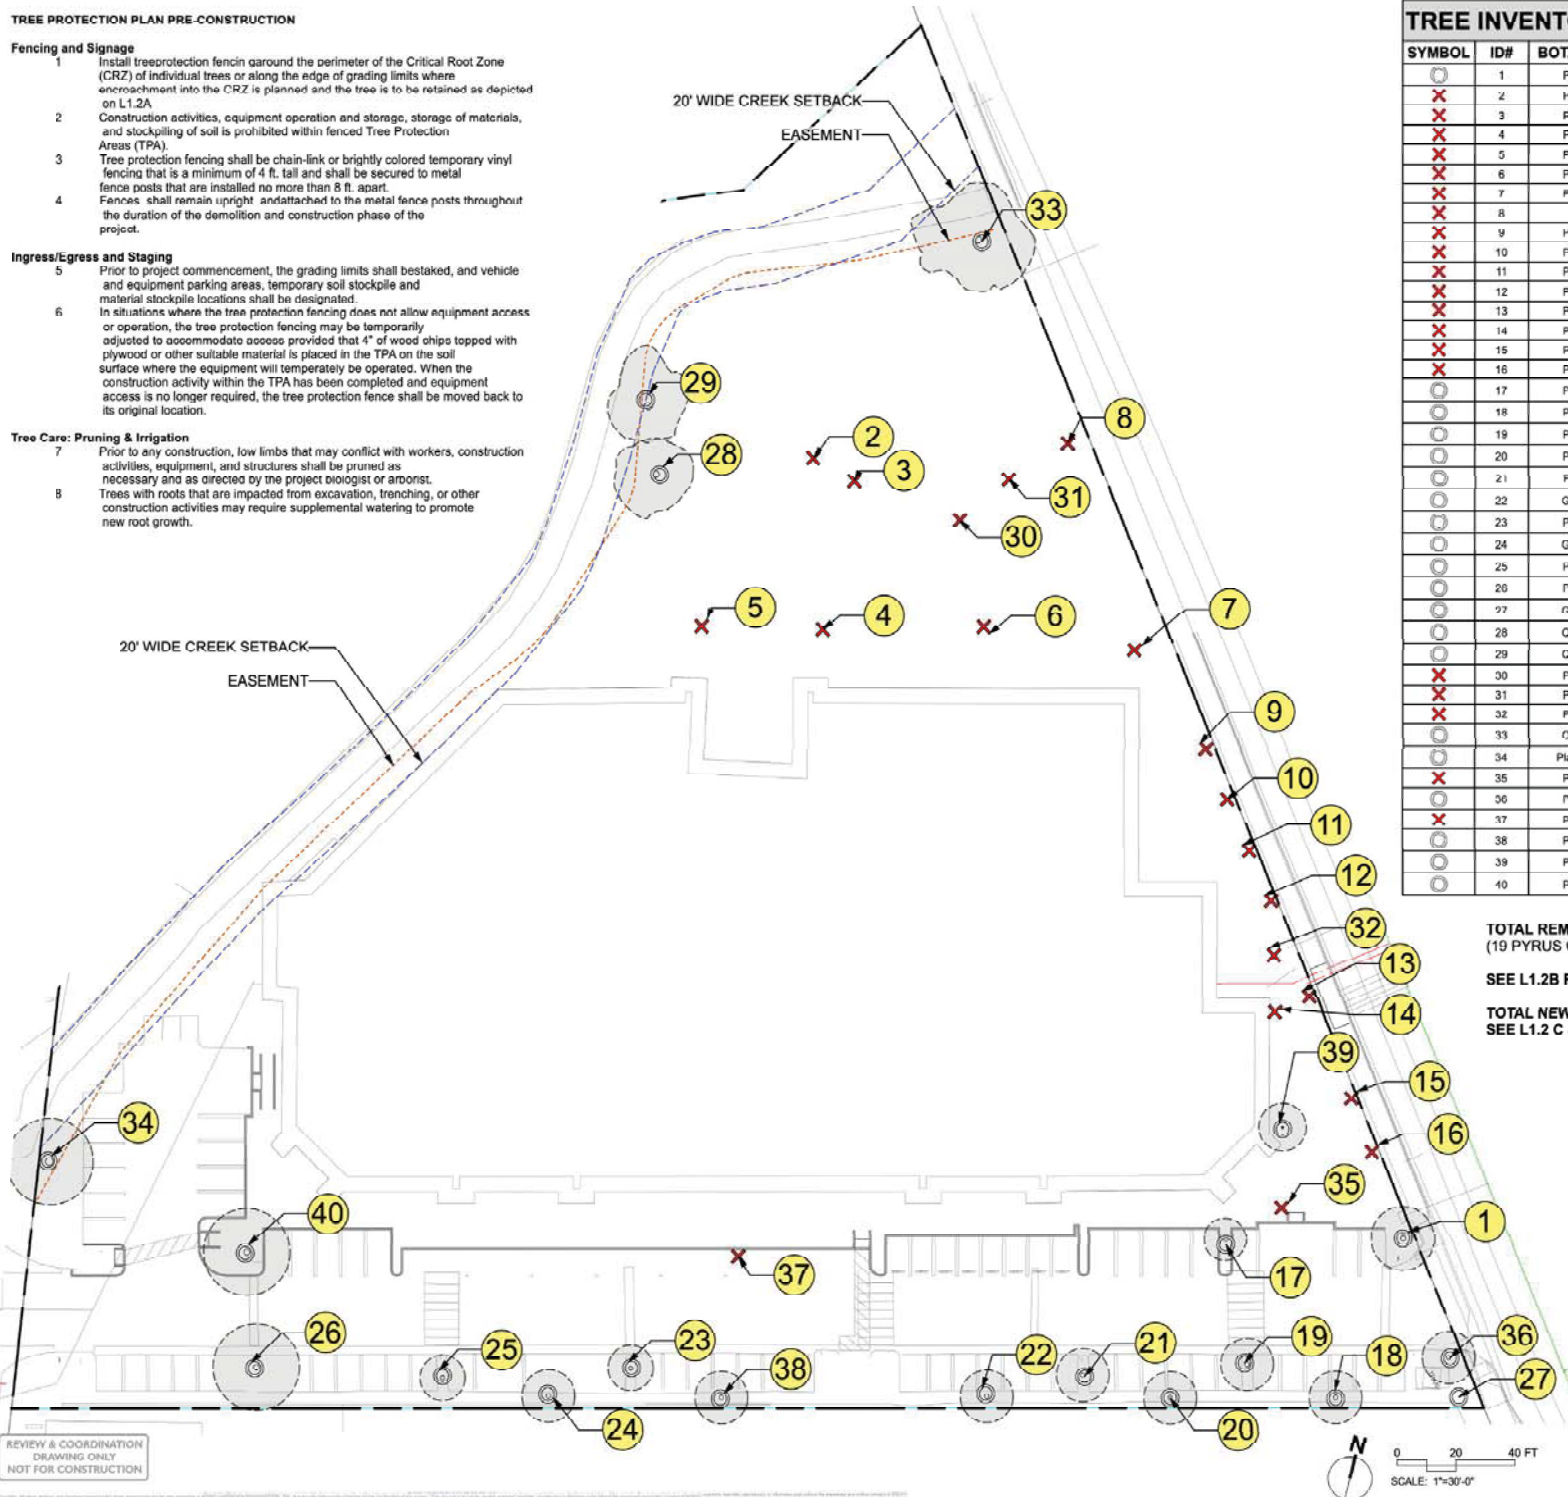 TREE PROTECTION PLAN PRE-CONSTRUCTION
Fencing and Signage
1 Install treeprotection fencin garound the perimeter of the Critical Root Zone
(CRZ) of individual trees or along the edge of grading limits where
encroachment into the CRZ is planned and the tree is to be retained as depicted
on L1.2A
2 Construction activities, equipment operation and storage, storage of materials,
and stockpiling of soil is prohibited within fenced Tree Protection
Areas (TPA).
3 Tree protection fencing shall be chain-link or brightly colored temporary vinyl
fencing that is a minimum of 4 ft. tall and shall be secured to metal
fence posts that are installed no more than 8 ft. apart.
4 Fences shall remain upright andattached to the metal fence posts throughout
the duration of the demolition and construction phase of the
project.
Ingress/Egress and Staging
5 Prior to project commencement, the grading limits shall bestaked, and vehicle
and equipment parking areas, temporary soil stockpile and
material stockpile locations shall be designated.
6 In situations where the tree protection fencing does not allow equipment access
or operation, the tree protection fencing may be temporarily
adjusted to accommodate access provided that 4" of wood chips topped with
plywood or other suitable material is placed in the TPA on the soil
surface where the equipment will temperately be operated. When the
construction activity within the TPA has been completed and equipment
access is no longer required, the tree protection fence shall be moved back to
its original location.
Tree Care: Pruning & Irrigation
7 Prior to any construction, low limbs that may conflict with workers, construction
activities, equipment, and structures shall be pruned as
necessary and as directed by the project biologist or arborist.
8 Trees with roots that are impacted from excavation, trenching, or other
construction activities may require supplemental watering to promote
new root growth.
20' WIDE CREEK SETBACK
EASEMENT
33
29
28
2
3
8
31
30
5
4
6
7
20' WIDE CREEK SETBACK
EASEMENT
9
10
11
12
32
13
14
39
15
16
34
35
40
1
37
17
26
25
23
38
22
21
19
18
36
27
24
20
TREE INVENT
SYMBOL ID# BOT
1 P
2
3 P
4 P
5 P
6 P
7 P
8
9
10 P
11 P
12 P
13 P
14 P
15 P
16 P
17 P
18 P
19 P
20 P
21
22 G
23 P
24 G
25 P
26
27
28
29
30 P
31 P
32 P
33
34 Pl
35 P
36
37 P
38 P
39 P
40 P
TOTAL REM
(19 PYRUS
SEE L1.2B
TOTAL NEW
SEE L1.2 C
REVIEW & COORDINATION
DRAWING ONLY
NOT FOR CONSTRUCTION
N
0 20 40 FT
SCALE: 1"=30'-0"